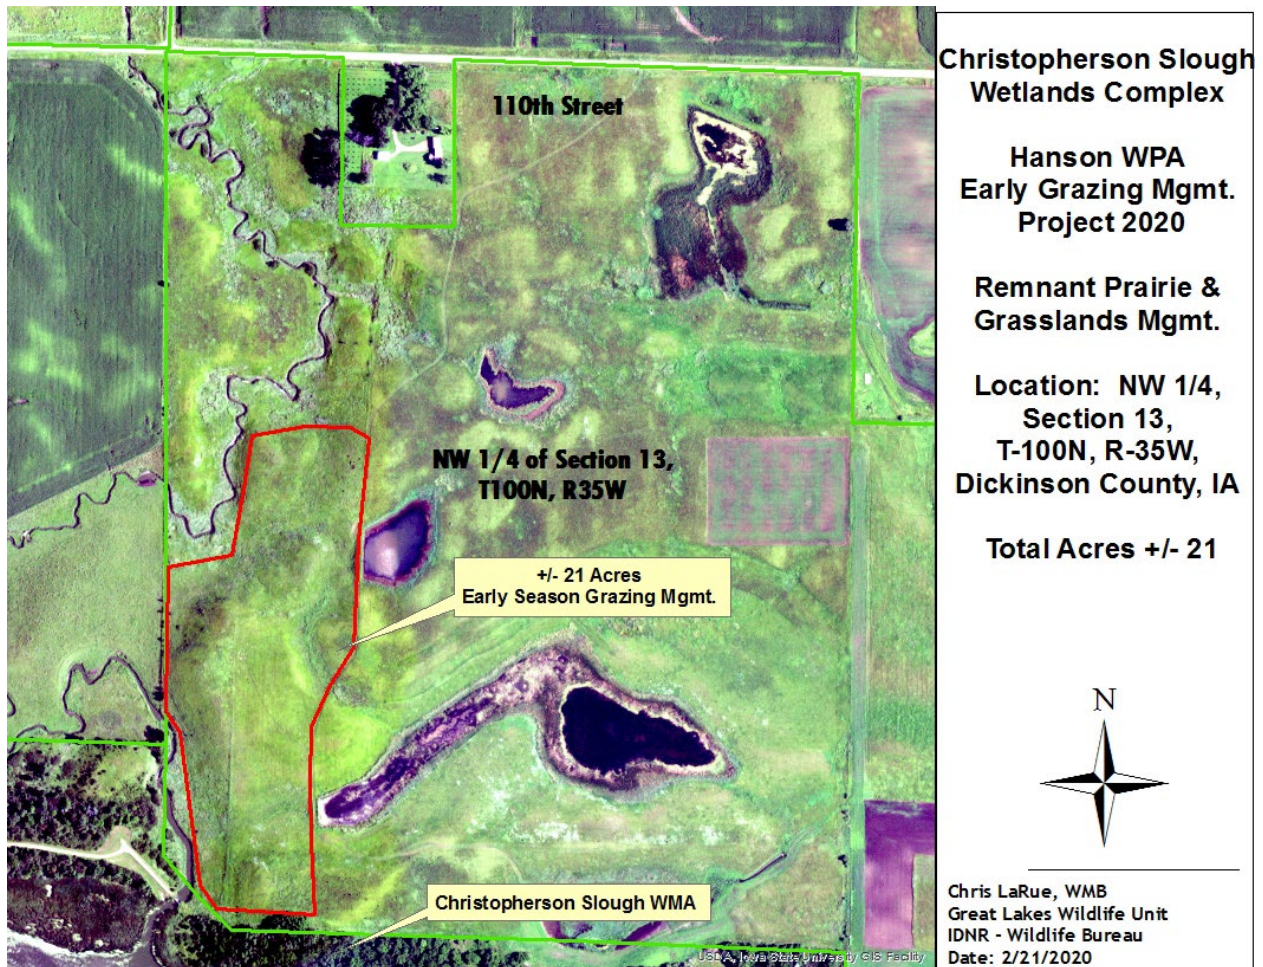 110th Street
NW 1/4 of Section 13,
T100N, R35W
+/- 21 Acres
Early Season Grazing Mgmt.
Christopherson Slough WMA
USDA, Iowa State University GIS Facility
Christopherson Slough
Wetlands Complex
Hanson WPA
Early Grazing Mgmt.
Project 2020
Remnant Prairie &
Grasslands Mgmt.
Location:  NW 1/4,
Section 13,
T-100N, R-35W,
Dickinson County, IA
Total Acres +/- 21
N
Chris LaRue, WMB
Great Lakes Wildlife Unit
IDNR - Wildlife Bureau
Date: 2/21/2020